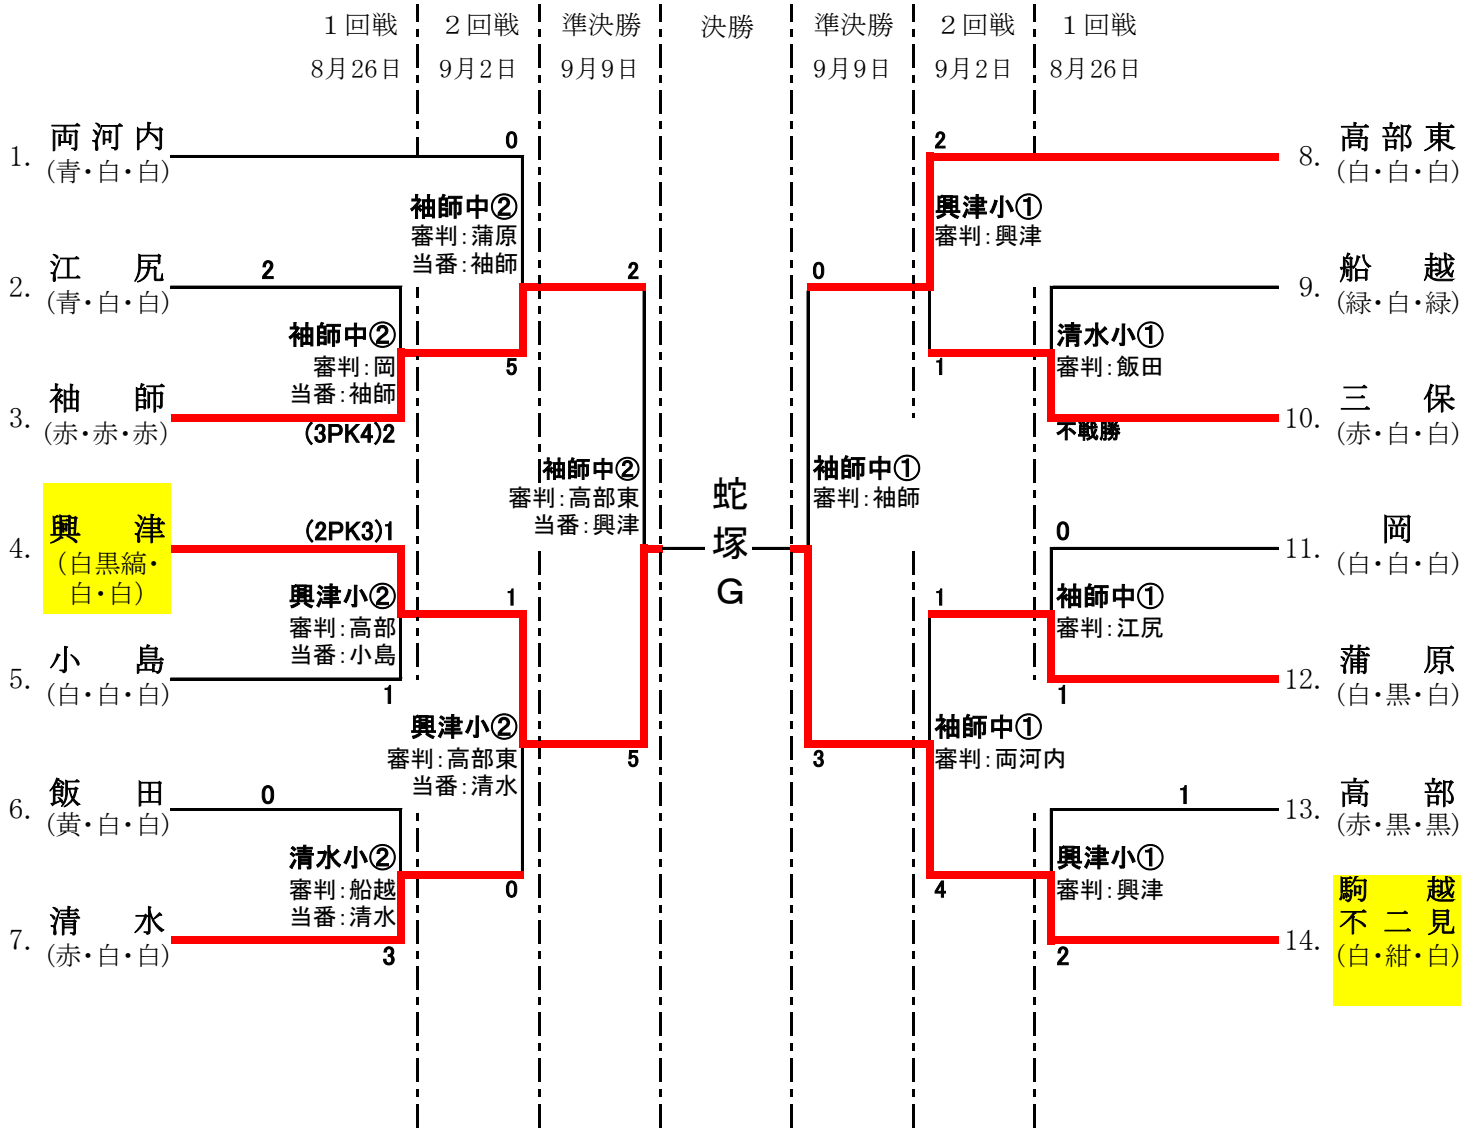 1回戦 2回戦 準決勝 決勝 準決勝 2回戦 1回戦
8月26日 9月2日 9月9日 9月9日 9月2日 8月26日
1. 両河内
(青・白・白)
0
袖師中②
審判:蒲原
当番:袖師
2. 江尻
(青・白・白)
2
袖師中②
審判:岡
当番:袖師
2
5
3. 袖師
(赤・赤・赤)
(3PK4)2
袖師中②
審判:高部東
当番:興津
4. 興津
(白黒縞・
白・白)
(2PK3)1
興津小②
審判:高部
当番:小島
1
5. 小島
(白・白・白)
1
興津小②
審判:高部東
当番:清水
5
6. 飯田
(黄・白・白)
0
清水小②
審判:船越
当番:清水
0
7. 清水
(赤・白・白)
3
蛇
塚
G
2
8. 高部東
(白・白・白)
興津小①
審判:興津
0
9. 船越
(緑・白・緑)
清水小①
審判:飯田
1
10. 三保
(赤・白・白)
不戦勝
袖師中①
審判:袖師
0
11. 岡
(白・白・白)
袖師中①
審判:江尻
1
12. 蒲原
(白・黒・白)
1
袖師中①
審判:両河内
3
1
13. 高部
(赤・黒・黒)
興津小①
審判:興津
4
駒越
不二見
14. (白・紺・白)
2